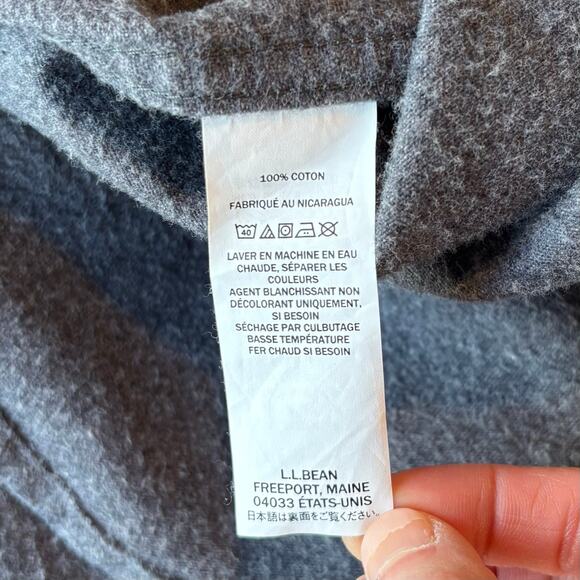 100% COTON
FABRIQUÉ AU NICARAGUA
40
LAVER EN MACHINE EN EAU
CHAUDE, SÉPARER LES
COULEURS
AGENT BLANCHISSANT NON
DÉCOLORANT UNIQUEMENT,
SI BESOIN
SÉCHAGE PAR CULBUTAGE
BASSE TEMPÉRATURE
FER CHAUD SI BESOIN
L.L.BEAN
FREEPORT, MAINE
04033 ÉTATS-UNIS
日本語は裏面をご覧ください